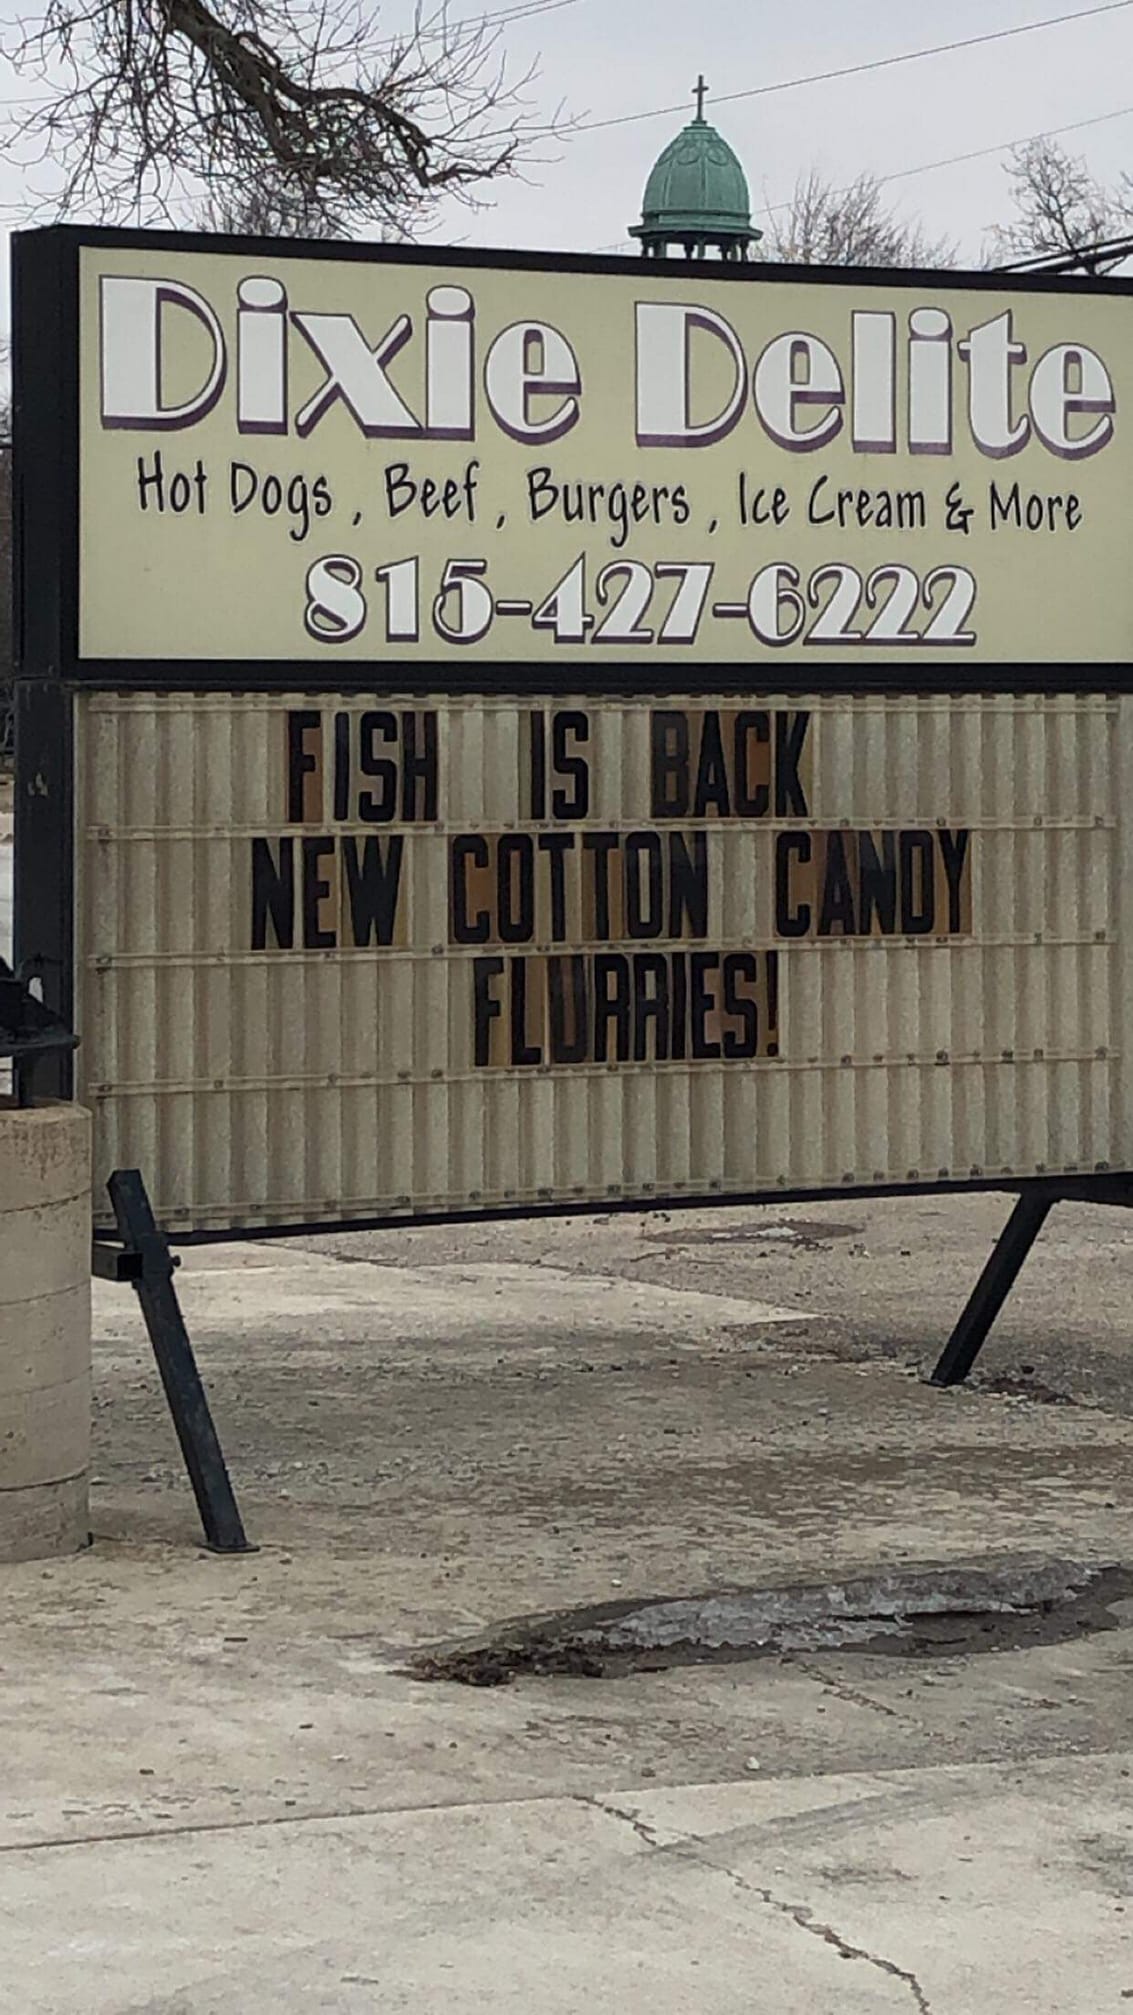 Dixie Delite
Hot Dogs, Beef, Burgers, Ice Cream & More
815-427-6222
FISH IS BACK
NEW COTTON CANDY
FLURRIES!